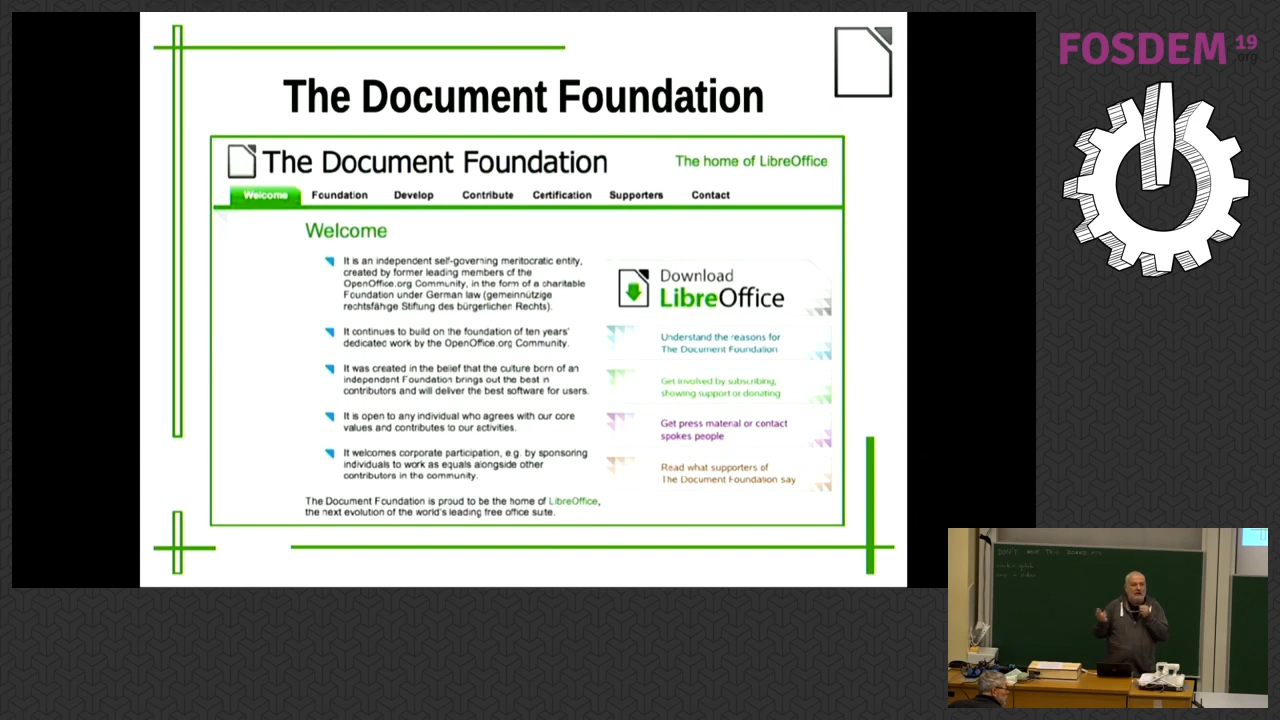 FOSDEM 19
.org
The Document Foundation
The Document Foundation
The home of LibreOffice
Welcome Foundation Develop Contribute Certification Supporters Contact
Welcome
It is an independent self-governing meritocratic entity,
created by former leading members of the
OpenOffice.org Community, in the form of a charitable
Foundation under German law (gemeinnützige
rechtsfähige Stiftung des bürgerlichen Rechts).
It continues to build on the foundation of ten years'
dedicated work by the OpenOffice.org Community.
It was created in the belief that the culture born of an
independent Foundation brings out the best in
contributors and will deliver the best software for users.
It is open to any individual who agrees with our core
values and contributes to our activities.
It welcomes corporate participation, e.g. by sponsoring
individuals to work as equals alongside other
contributors in the community.
The Document Foundation is proud to be the home of LibreOffice,
the next evolution of the world's leading free office suite.
Download
LibreOffice
Understand the reasons for
The Document Foundation
Get involved by subscribing,
showing support or donating
Get press material or contact
spokes people
Read what supporters of
The Document Foundation say
DON'T